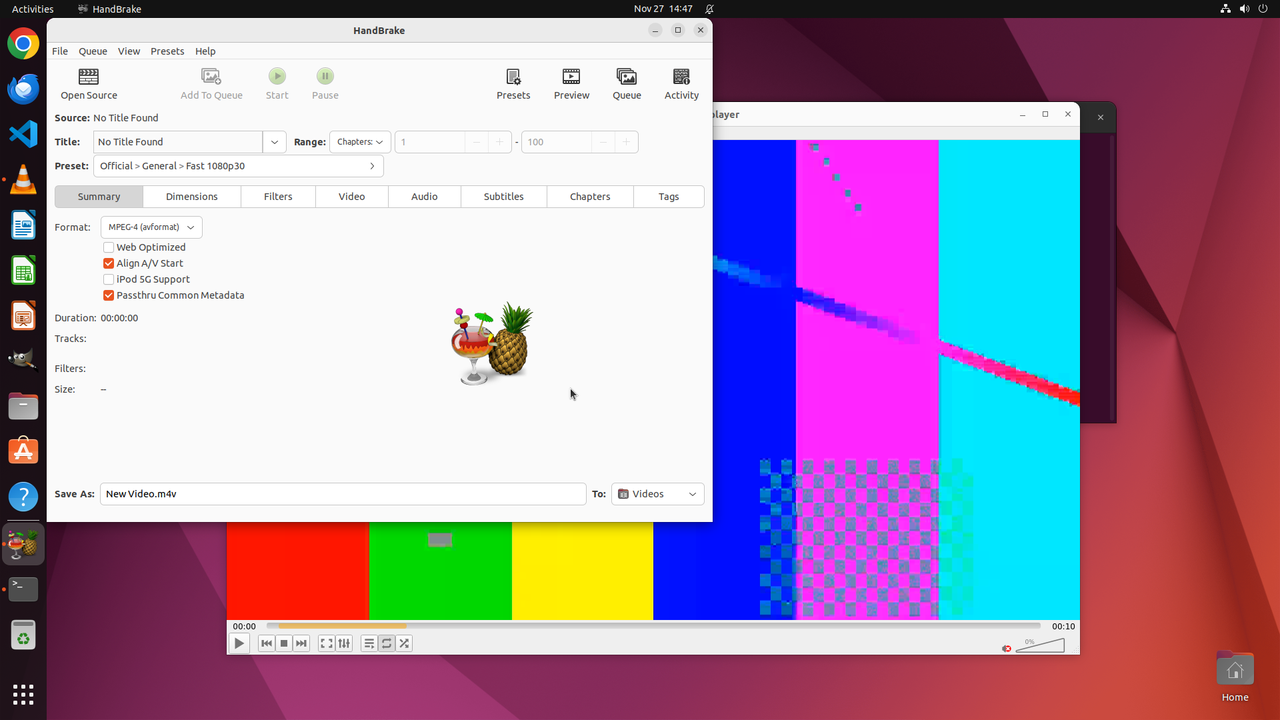 Activities HandBrake Nov 27 14:47
HandBrake
File Queue View Presets Help
Open Source Add To Queue Start Pause Presets Preview Queue Activity
Source: No Title Found
Title: No Title Found Range: Chapters: 1 - 100
Preset: Official > General > Fast 1080p30
Summary Dimensions Filters Video Audio Subtitles Chapters Tags
Format: MPEG-4 (avformat)
Web Optimized
Align A/V Start
iPod 5G Support
Passthru Common Metadata
Duration: 00:00:00
Tracks:
Filters:
Size: --
Save As: New Video.m4v To: Videos
00:00 00:10
0%
Home